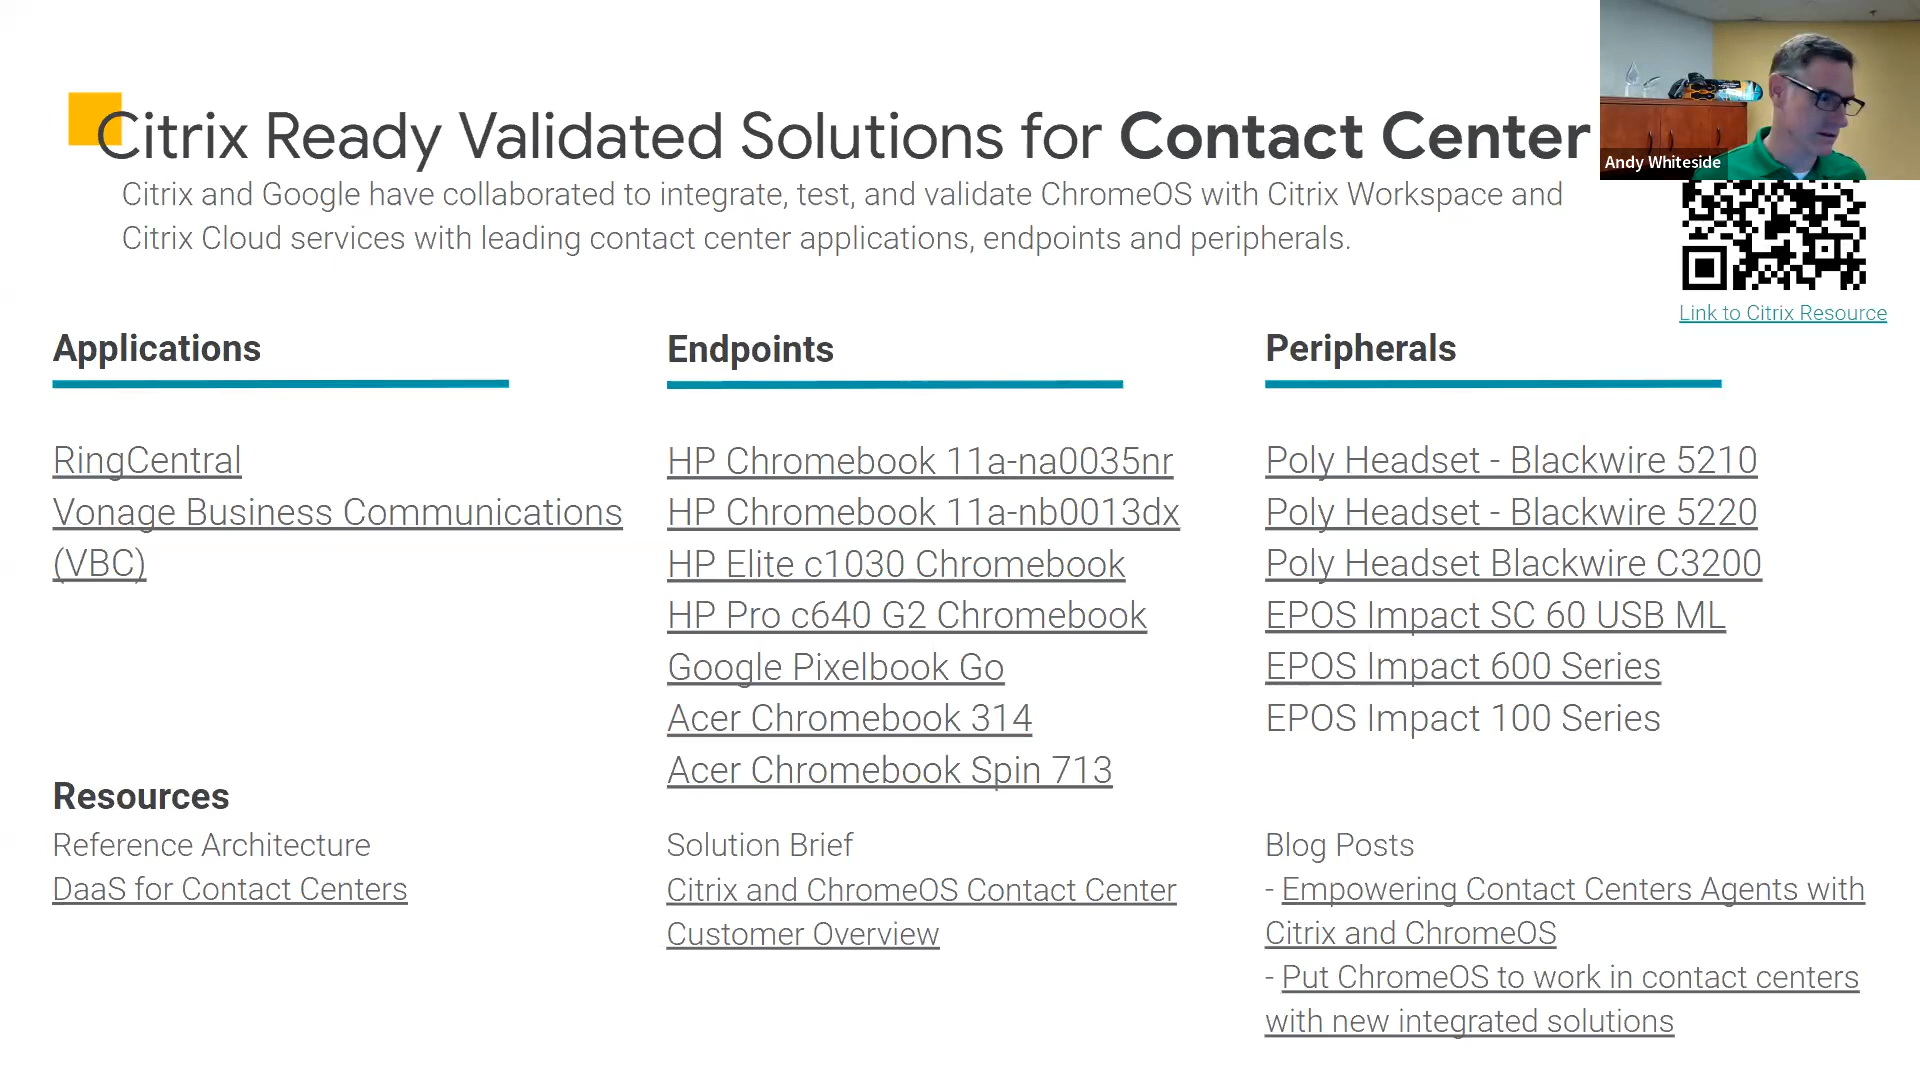 Citrix Ready Validated Solutions for Contact Center
Citrix and Google have collaborated to integrate, test, and validate ChromeOS with Citrix Workspace and
Citrix Cloud services with leading contact center applications, endpoints and peripherals.
Andy Whiteside
Link to Citrix Resource
Applications
RingCentral
Vonage Business Communications
(VBC)
Endpoints
HP Chromebook 11a-na0035nr
HP Chromebook 11a-nb0013dx
HP Elite c1030 Chromebook
HP Pro c640 G2 Chromebook
Google Pixelbook Go
Acer Chromebook 314
Acer Chromebook Spin 713
Peripherals
Poly Headset - Blackwire 5210
Poly Headset - Blackwire 5220
Poly Headset Blackwire C3200
EPOS Impact SC 60 USB ML
EPOS Impact 600 Series
EPOS Impact 100 Series
Resources
Reference Architecture
DaaS for Contact Centers
Solution Brief
Citrix and ChromeOS Contact Center
Customer Overview
Blog Posts
- Empowering Contact Centers Agents with
Citrix and ChromeOS
- Put ChromeOS to work in contact centers
with new integrated solutions